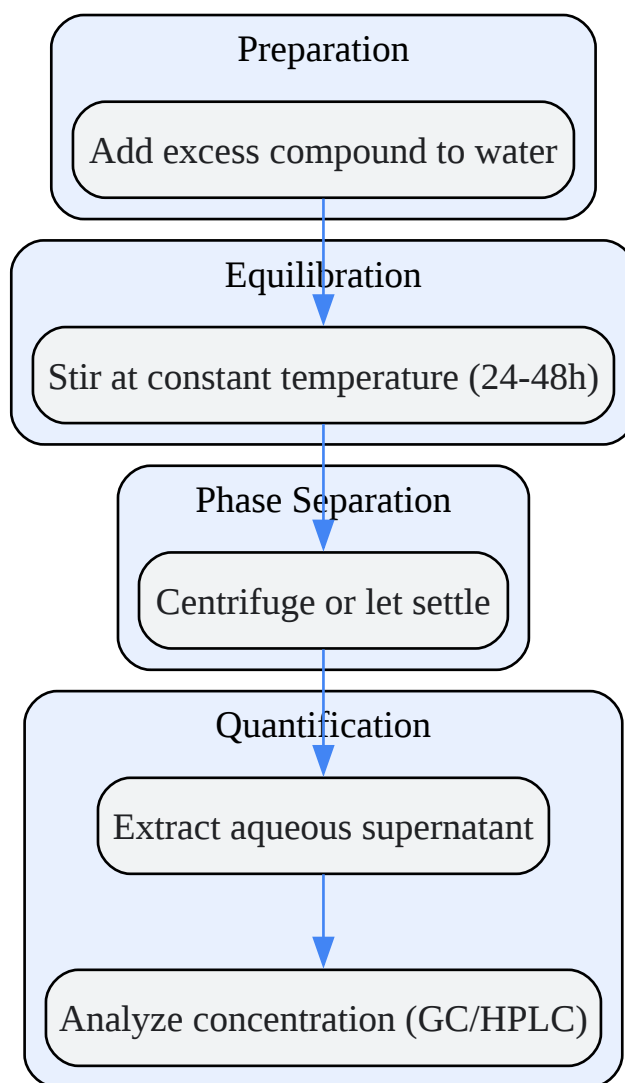 Preparation
Add excess compound to water
Equilibration
Stir at constant temperature (24-48h)
Phase Separation
Centrifuge or let settle
Quantification
Extract aqueous supernatant
Analyze concentration (GC/HPLC)